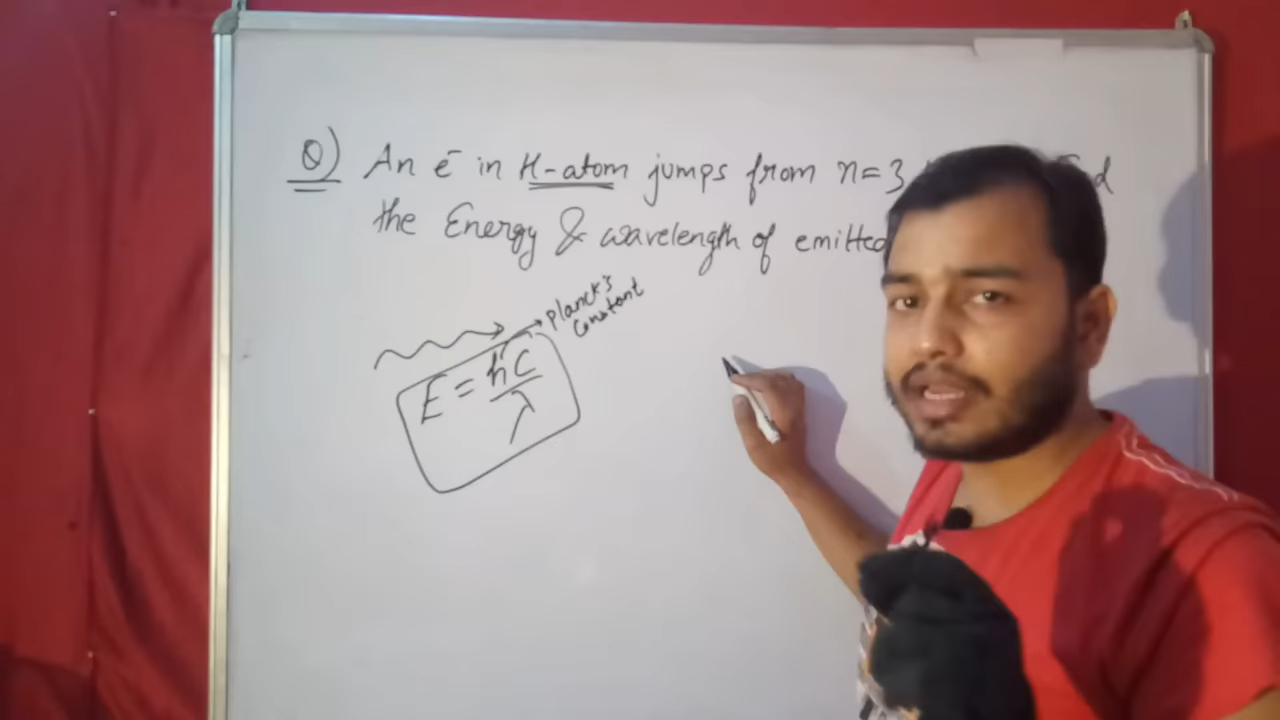 Q) An e⁻ in H-atom jumps from n=3
the Energy & wavelength of emitted
Planck's
Constant
E = hc/λ